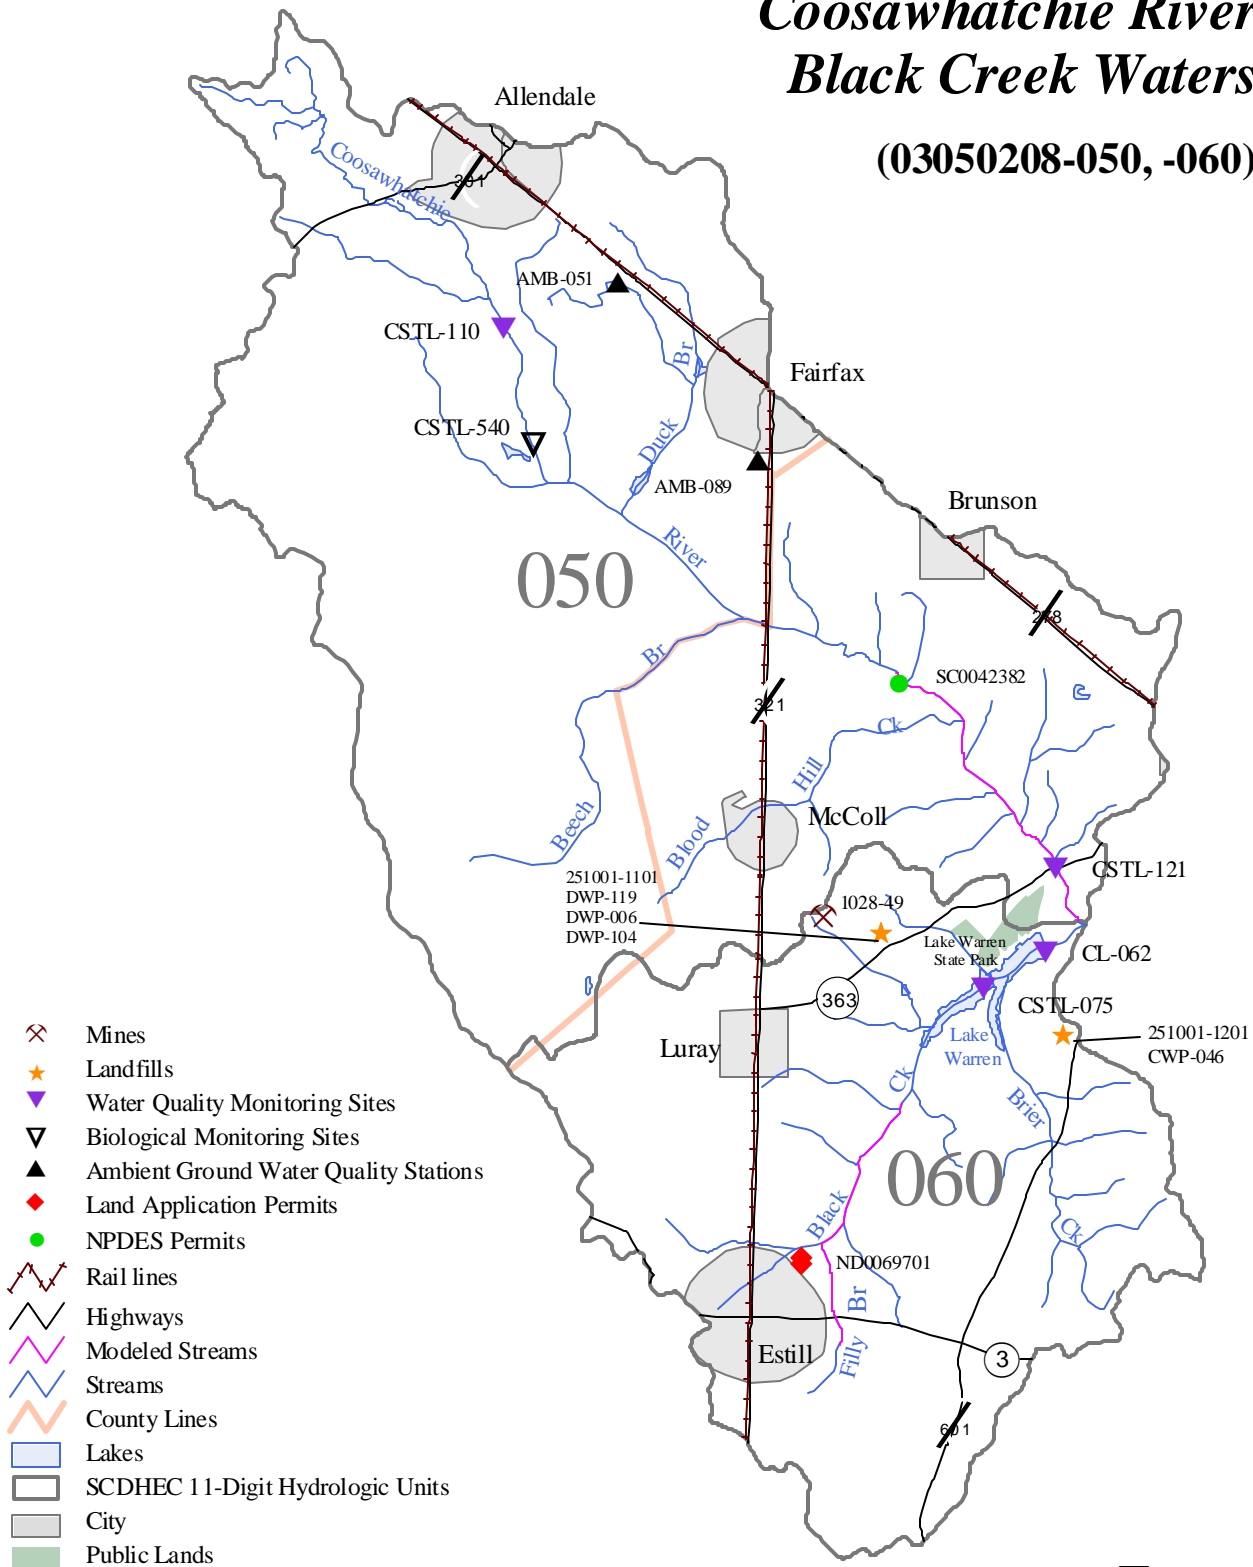 Coosawhatchie River
Black Creek Waters
(03050208-050, -060)
Allendale
Coosawhatchie
301
AMB-051
CSTL-110
Br
Fairfax
CSTL-540
Duck
AMB-089
Brunson
River
050
278
Br
SC0042382
321
Ck
Hill
McColl
Beech
Blood
CSTL-121
251001-1101
DWP-119
DWP-006
DWP-104
1028-49
Lake Warren
State Park
CL-062
363
CSTL-075
Luray
Lake
Warren
251001-1201
CWP-046
Ck
Brier
060
Black
Ck
ND0069701
Br
Estill
Filly
3
601
Mines
Landfills
Water Quality Monitoring Sites
Biological Monitoring Sites
Ambient Ground Water Quality Stations
Land Application Permits
NPDES Permits
Rail lines
Highways
Modeled Streams
Streams
County Lines
Lakes
SCDHEC 11-Digit Hydrologic Units
City
Public Lands